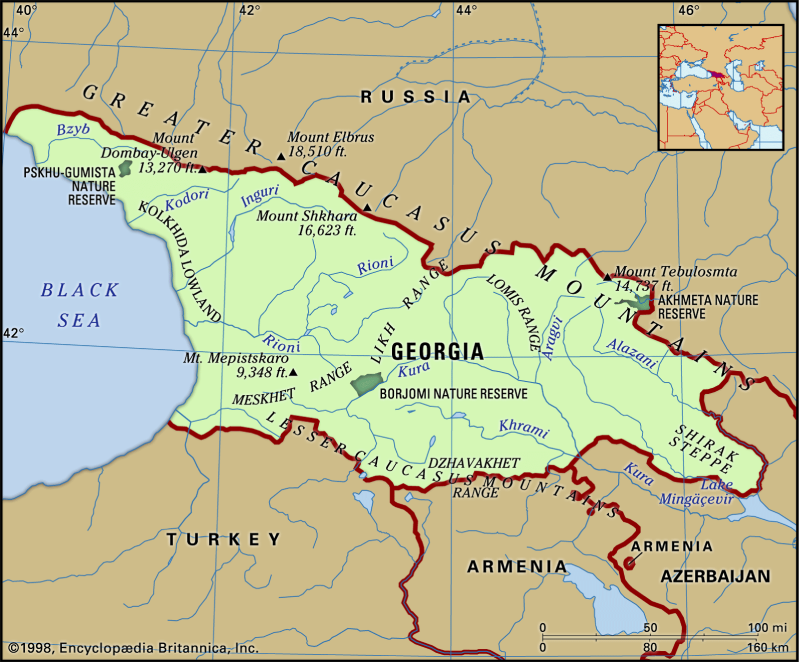 40°
42°
44°
46°
44°
RUSSIA
GREATER CAUCASUS MOUNTAINS
Bzyb
Mount
Dombay-Ulgen
13,270 ft.
Mount Elbrus
18,510 ft.
PSKHU-GUMISTA
NATURE
RESERVE
Kodori
Inguri
Mount Shkhara
16,623 ft.
KOLKHIDA LOWLAND
Rioni
LIKH RANGE
LOMIS RANGE
Mount Tebulosmta
14,737 ft.
AKHMETA NATURE
RESERVE
BLACK
SEA
42°
Rioni
Aragvi
Alazani
GEORGIA
Mt. Mepistskaro
9,348 ft.
Kura
MESKHET RANGE
BORJOMI NATURE RESERVE
LESSER CAUCASUS MOUNTAINS
Khrami
SHIRAK
STEPPE
DZHAVAKHET
RANGE
Kura
Lake
Mingäçevir
TURKEY
ARMENIA
ARMENIA
AZERBAIJAN
0 50 100 mi
0 80 160 km
©1998, Encyclopædia Britannica, Inc.